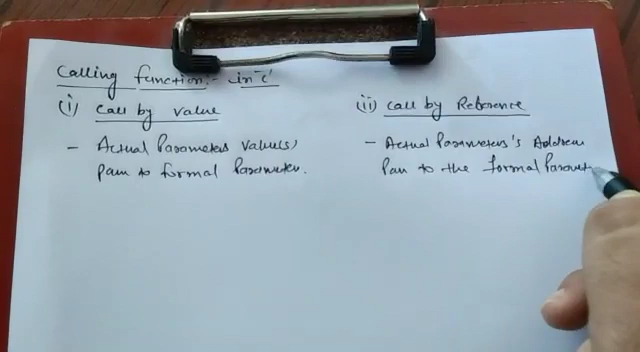 Calling function:- in 'C'
(i) Call by Value
- Actual Parameters Value(s)
pass to formal Parameter.
(ii) Call by Reference
- Actual Parameters's Address
Pass to the formal Paramet